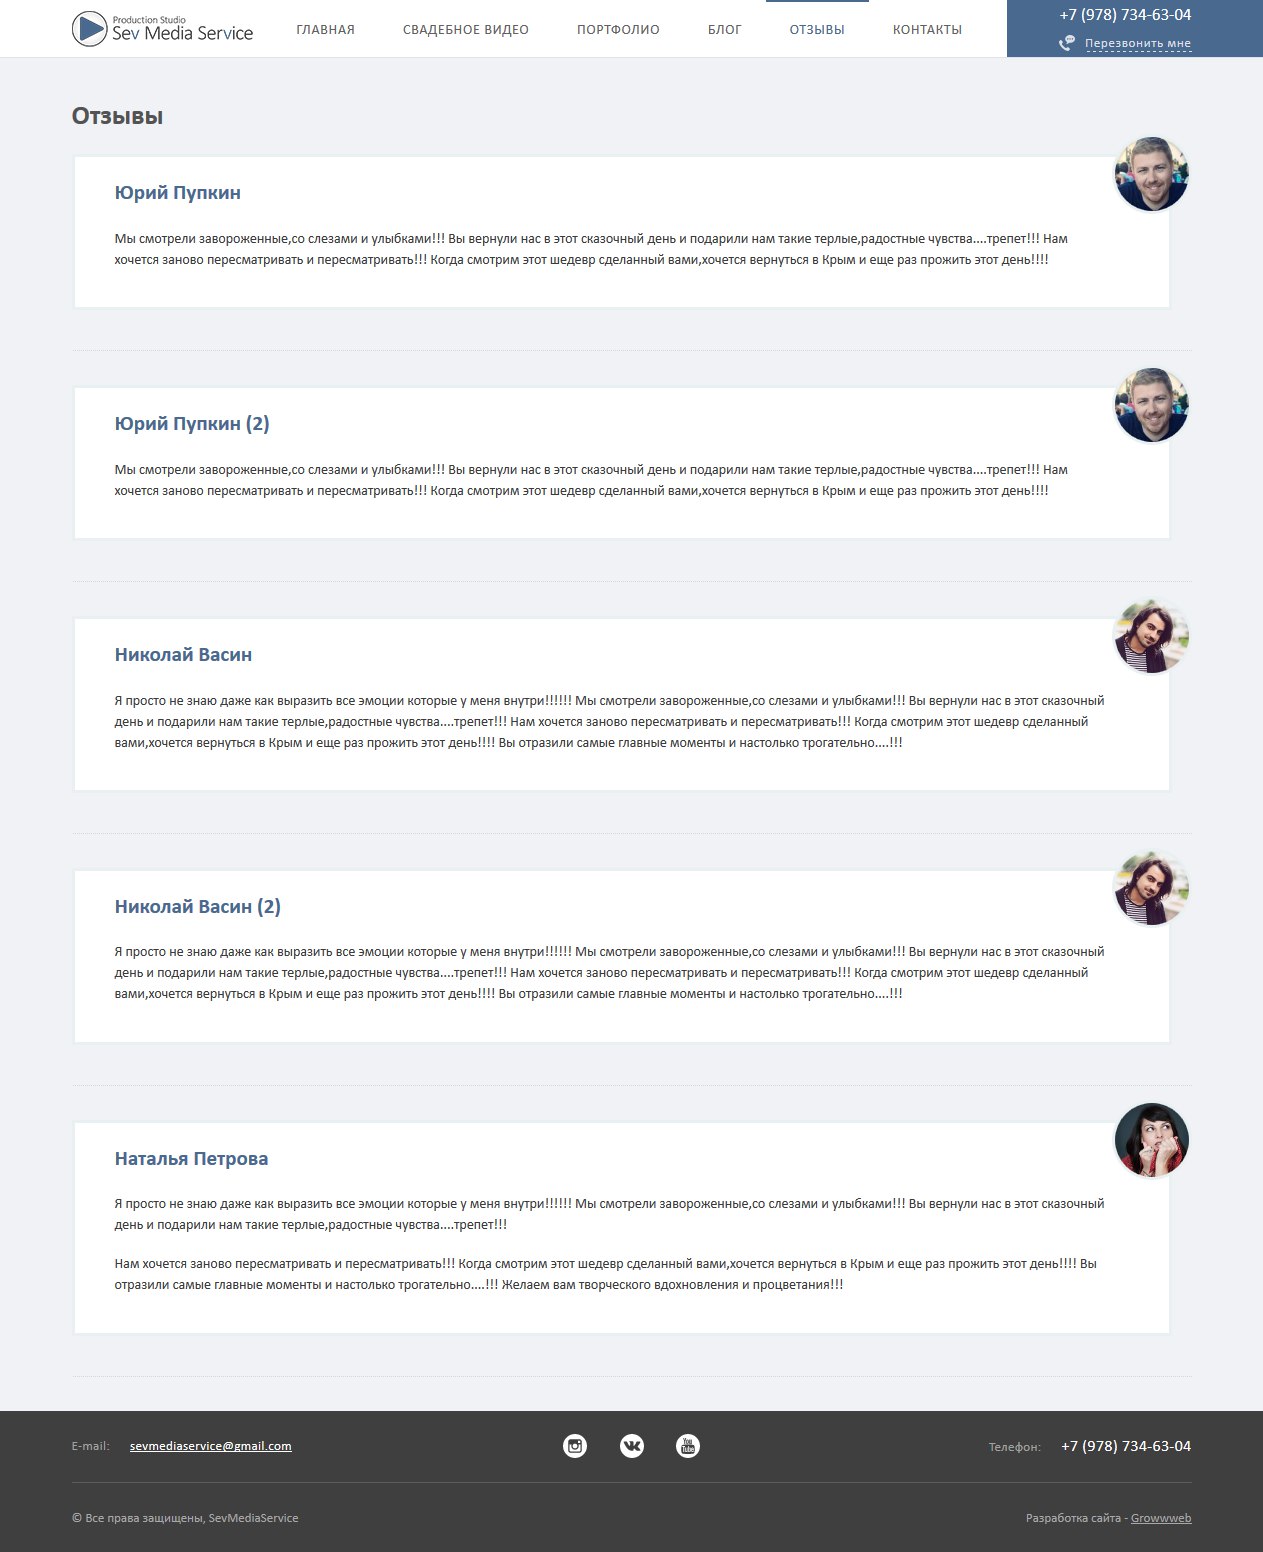 Production Studio
Sev Media Service
ГЛАВНАЯ
СВАДЕБНОЕ ВИДЕО
ПОРТФОЛИО
БЛОГ
ОТЗЫВЫ
КОНТАКТЫ
+7 (978) 734-63-04
Перезвонить мне
Отзывы
Юрий Пупкин
Мы смотрели завороженные,со слезами и улыбками!!! Вы вернули нас в этот сказочный день и подарили нам такие терлые,радостные чувства....трепет!!! Нам
хочется заново пересматривать и пересматривать!!! Когда смотрим этот шедевр сделанный вами,хочется вернуться в Крым и еще раз прожить этот день!!!!
Юрий Пупкин (2)
Мы смотрели завороженные,со слезами и улыбками!!! Вы вернули нас в этот сказочный день и подарили нам такие терлые,радостные чувства....трепет!!! Нам
хочется заново пересматривать и пересматривать!!! Когда смотрим этот шедевр сделанный вами,хочется вернуться в Крым и еще раз прожить этот день!!!!
Николай Васин
Я просто не знаю даже как выразить все эмоции которые у меня внутри!!!!!! Мы смотрели завороженные,со слезами и улыбками!!! Вы вернули нас в этот сказочный
день и подарили нам такие терлые,радостные чувства....трепет!!! Нам хочется заново пересматривать и пересматривать!!! Когда смотрим этот шедевр сделанный
вами,хочется вернуться в Крым и еще раз прожить этот день!!!! Вы отразили самые главные моменты и настолько трогательно....!!!
Николай Васин (2)
Я просто не знаю даже как выразить все эмоции которые у меня внутри!!!!!! Мы смотрели завороженные,со слезами и улыбками!!! Вы вернули нас в этот сказочный
день и подарили нам такие терлые,радостные чувства....трепет!!! Нам хочется заново пересматривать и пересматривать!!! Когда смотрим этот шедевр сделанный
вами,хочется вернуться в Крым и еще раз прожить этот день!!!! Вы отразили самые главные моменты и настолько трогательно....!!!
Наталья Петрова
Я просто не знаю даже как выразить все эмоции которые у меня внутри!!!!!! Мы смотрели завороженные,со слезами и улыбками!!! Вы вернули нас в этот сказочный
день и подарили нам такие терлые,радостные чувства....трепет!!!
Нам хочется заново пересматривать и пересматривать!!! Когда смотрим этот шедевр сделанный вами,хочется вернуться в Крым и еще раз прожить этот день!!!! Вы
отразили самые главные моменты и настолько трогательно....!!! Желаем вам творческого вдохновления и процветания!!!
E-mail: sevmediaservice@gmail.com
You Tube
Телефон: +7 (978) 734-63-04
© Все права защищены, SevMediaService
Разработка сайта - Growwweb